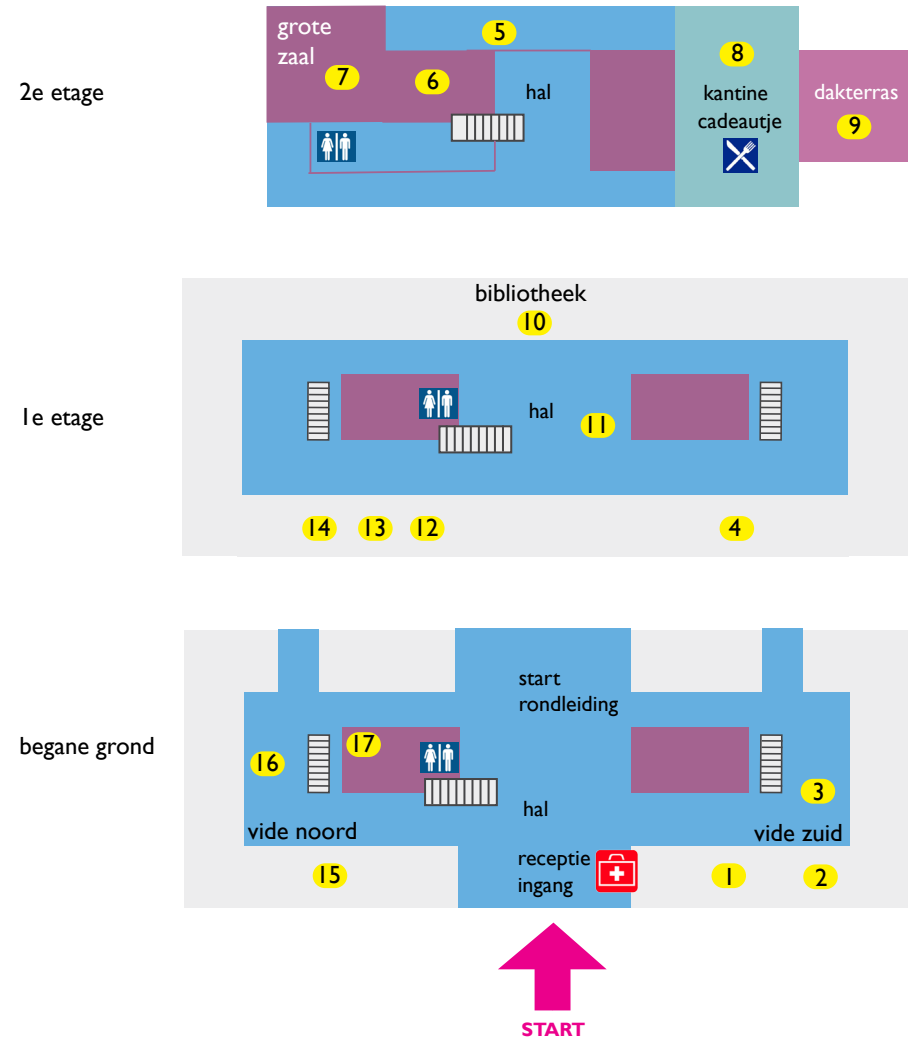 2e etage
grote
zaal
5
7
6
hal
8
kantine
cadeautje
dakterras
9
1e etage
bibliotheek
10
hal
11
14
13
12
4
begane grond
start
rondleiding
17
16
3
hal
vide noord
vide zuid
receptie
ingang
15
1
2
START